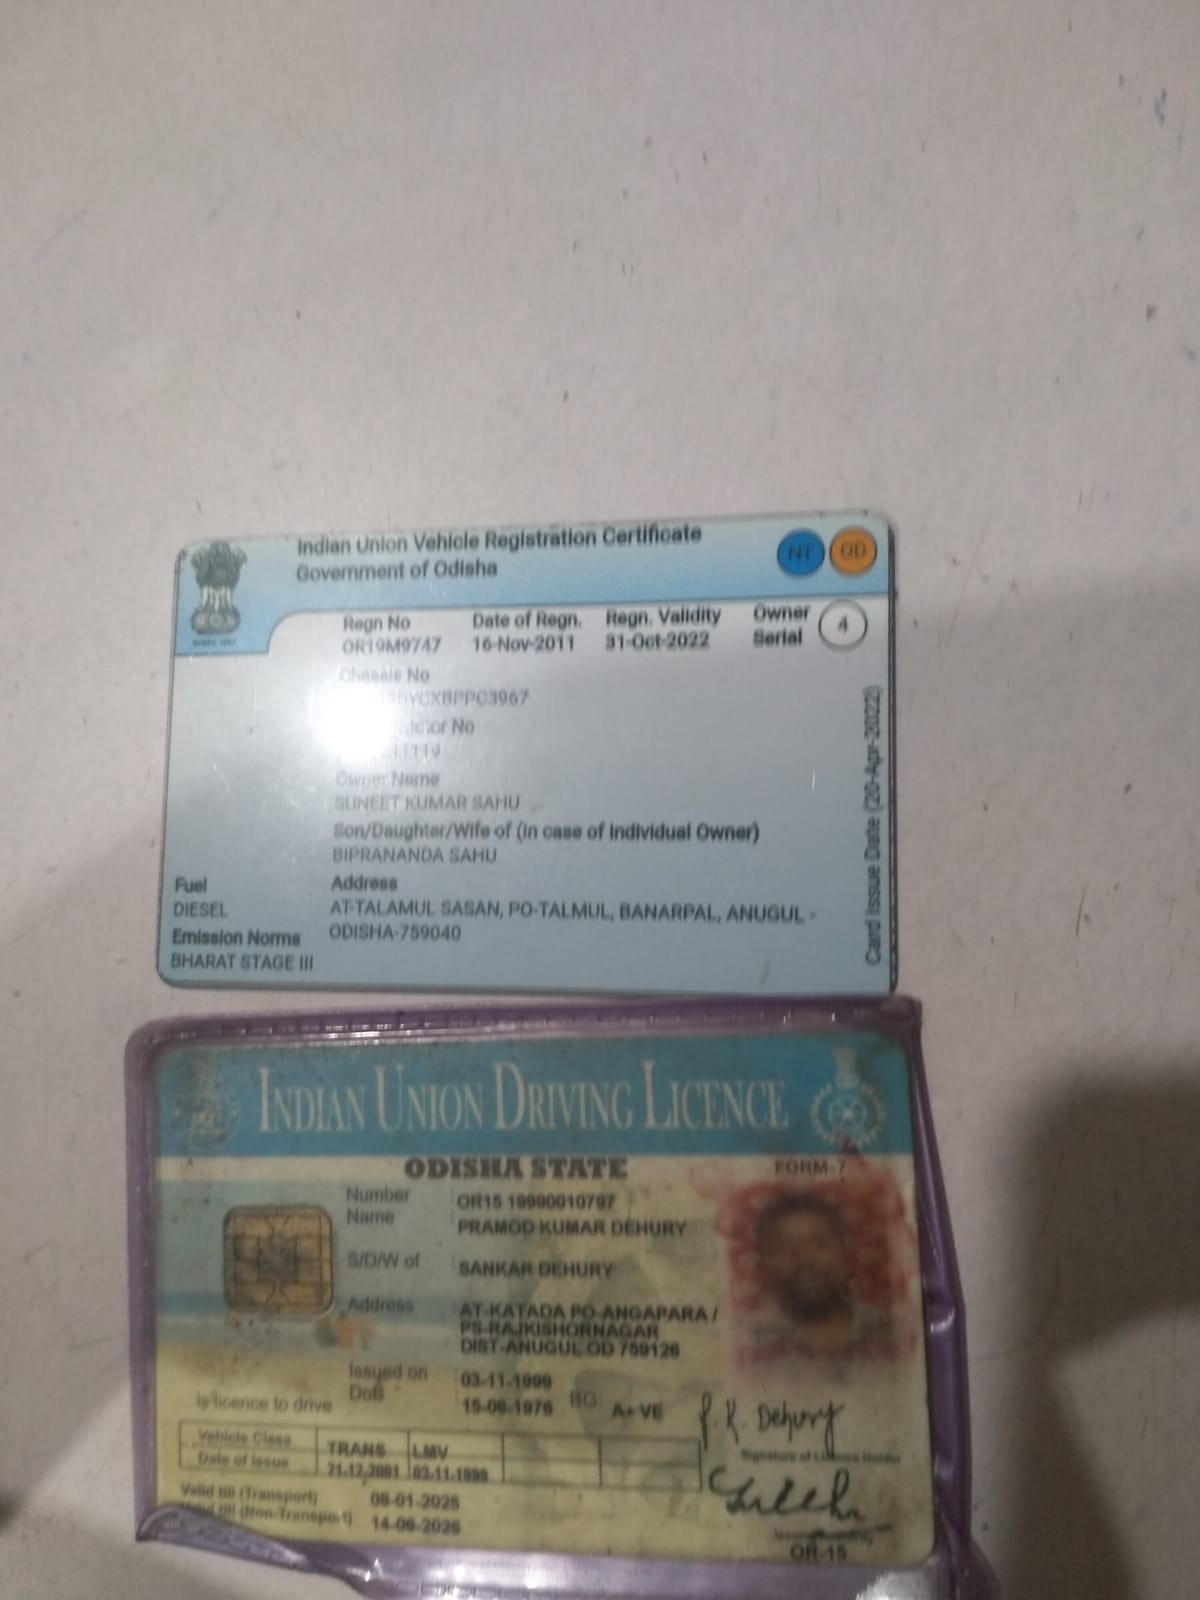 Indian Union Vehicle Registration Certificate
Government of Odisha
NT OD
Regn No Date of Regn. Regn. Validity Owner Serial 4
OR19M9747 16-Nov-2011 31-Oct-2022
Chassis No
Motor No
Owner Name
SUNEET KUMAR SAHU
Son/Daughter/Wife of (In case of Individual Owner)
BIPRANANDA SAHU
Fuel Address
DIESEL AT-TALAMUL SASAN, PO-TALMUL, BANARPAL, ANUGUL -
Emission Norms ODISHA-759040
BHARAT STAGE III
Card Issue Date (20-Apr-2022)
INDIAN UNION DRIVING LICENCE
ODISHA STATE FORM-7
Number : OR15 19990010797
Name : PRAMOD KUMAR DEHURY
S/D/W of : SANKAR DEHURY
Address : AT-KATADA PO-ANGAPARA /
PS-RAJKISHORNAGAR
DIST-ANUGUL OD 759126
Issued on 03-11-1999
DoB 15-06-1976 BG: A+ VE
is licence to drive
P. K. Dehury
Signature of Licence Holder
Vehicle Class TRANS LMV
Date of Issue 21-12-2001 03-11-1999
Valid till (Transport) 08-01-2025
till (Non-Transport) 14-06-2026
OR-15